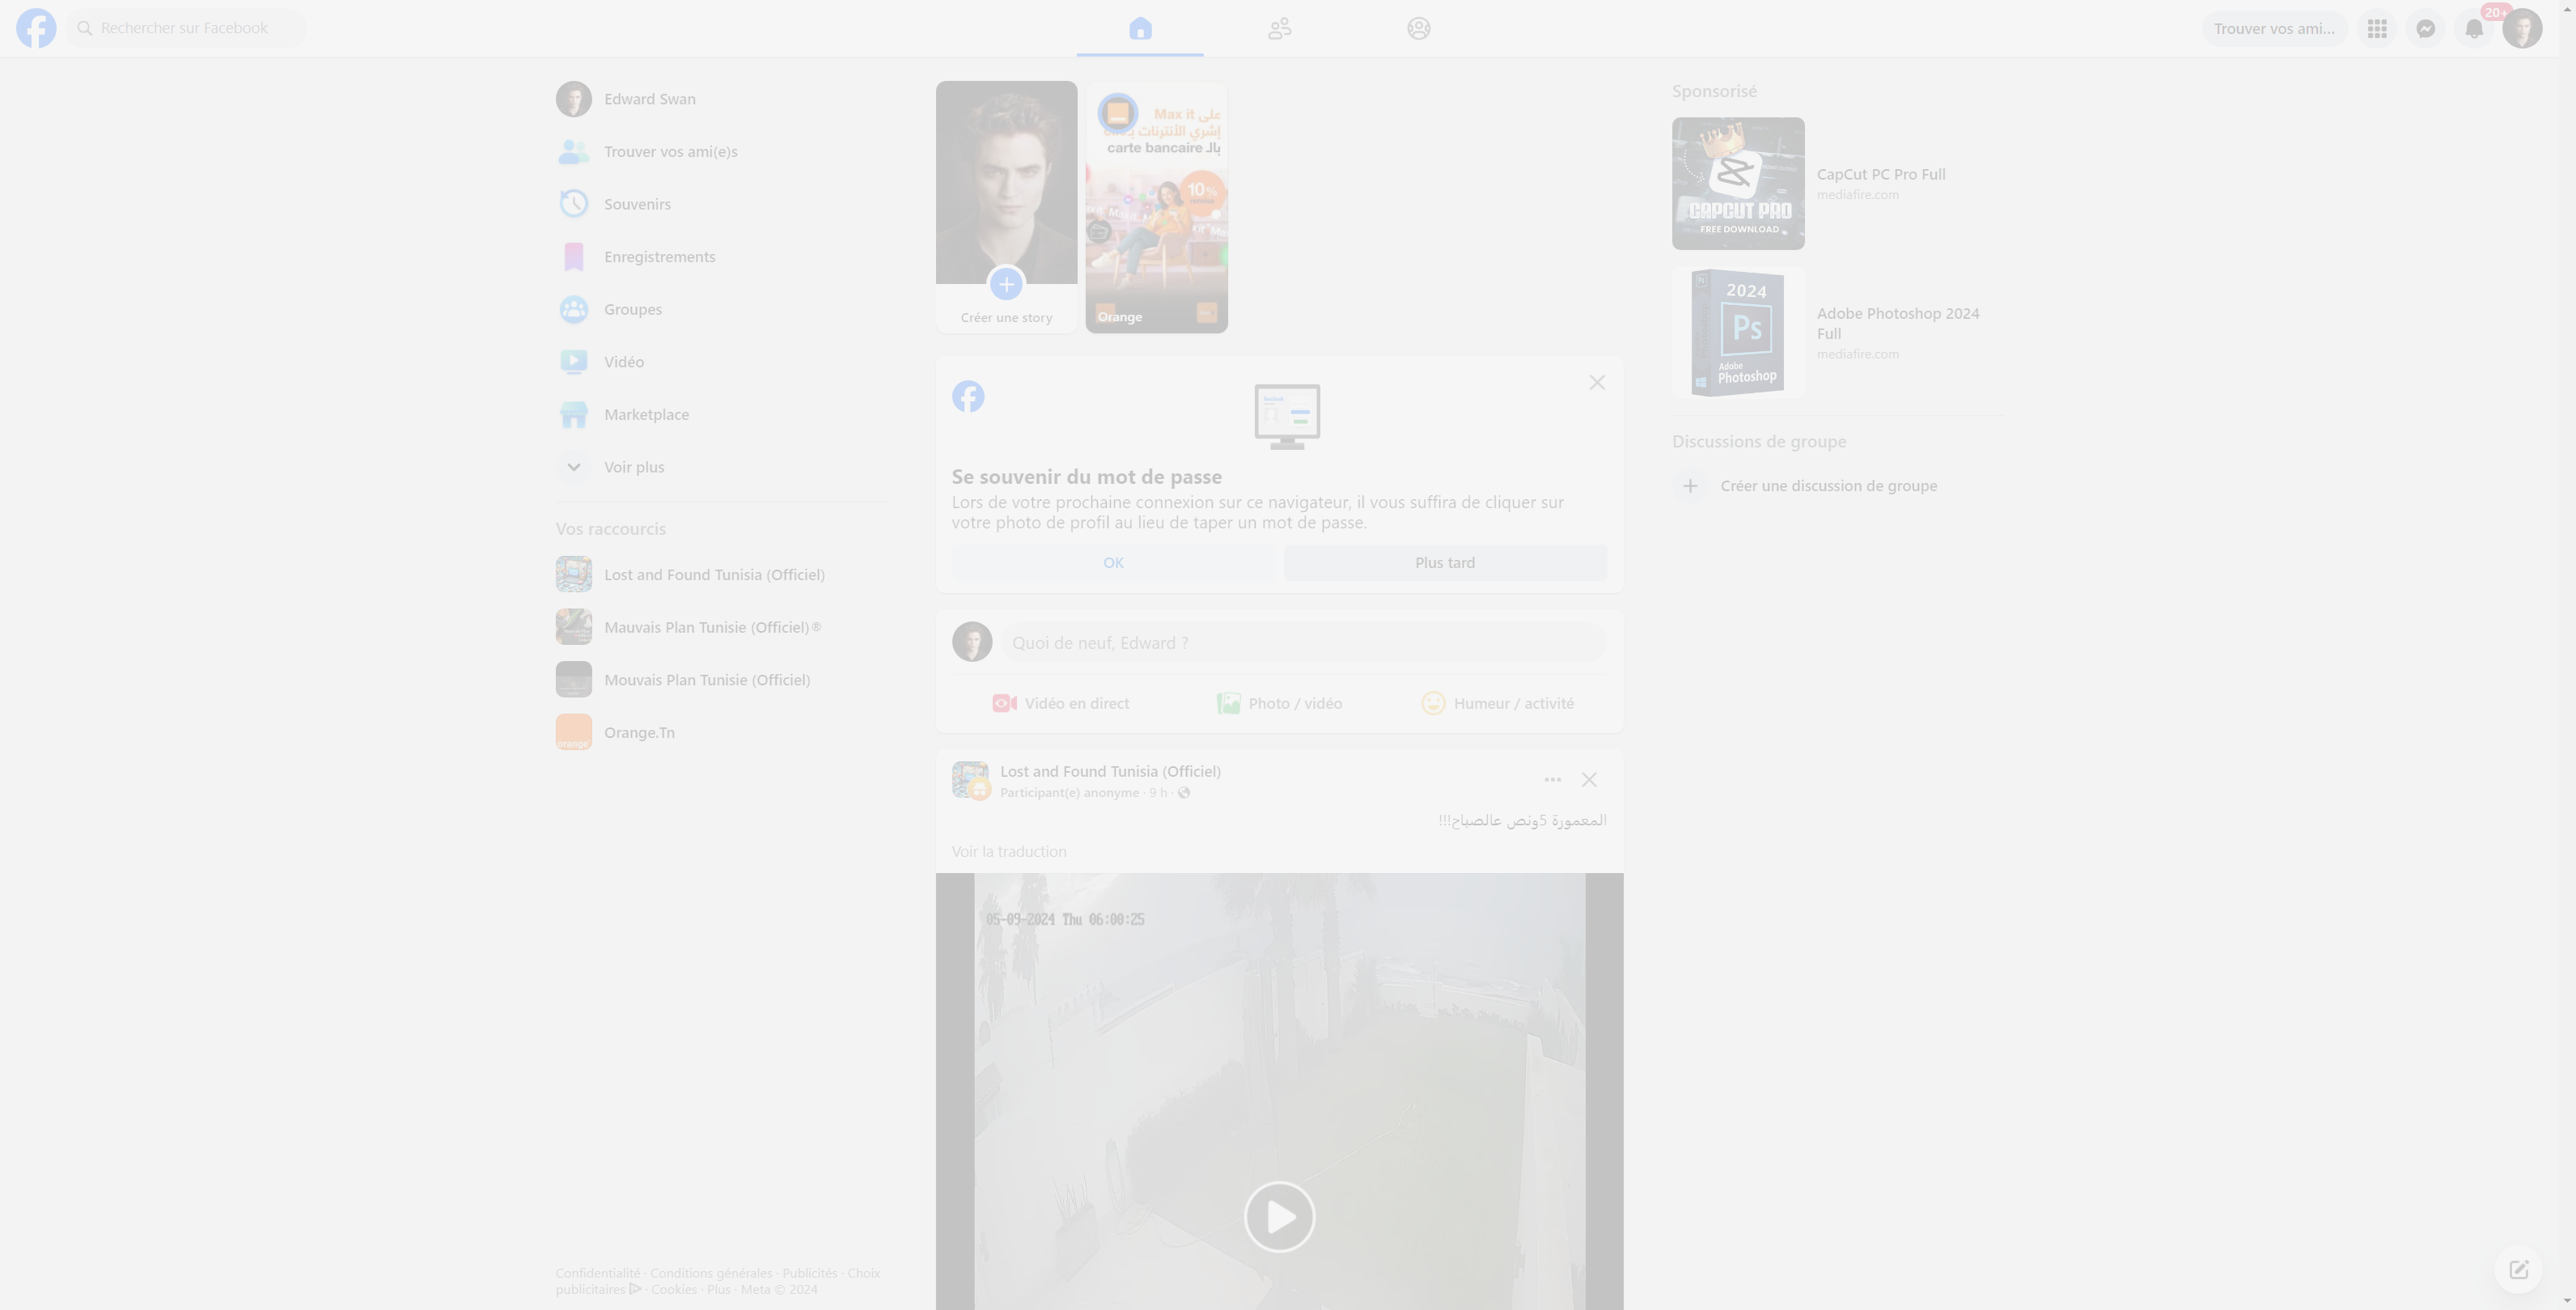 Rechercher sur Facebook
Trouver vos ami...
20+
Edward Swan
Trouver vos ami(e)s
Souvenirs
Enregistrements
Groupes
Vidéo
Marketplace
Voir plus
Vos raccourcis
Lost and Found Tunisia (Officiel)
Mauvais Plan Tunisie (Officiel)®
Mouvais Plan Tunisie (Officiel)
orange
Orange.Tn
Confidentialité · Conditions générales · Publicités · Choix
publicitaires · Cookies · Plus · Meta © 2024
Créer une story
على Max it
إشري الأنترنات
بالـ carte bancaire
10%
remise
Orange
Se souvenir du mot de passe
Lors de votre prochaine connexion sur ce navigateur, il vous suffira de cliquer sur
votre photo de profil au lieu de taper un mot de passe.
OK
Plus tard
Quoi de neuf, Edward ?
Vidéo en direct
Photo / vidéo
Humeur / activité
Lost and Found Tunisia (Officiel)
Participant(e) anonyme · 9 h ·
المعمورة 5ونص عالصباح!!!
Voir la traduction
05-09-2024 Thu 06:00:25
Sponsorisé
CAPCUT PRO
FREE DOWNLOAD
CapCut PC Pro Full
mediafire.com
2024
Ps
Adobe
Photoshop
Adobe Photoshop 2024
Full
mediafire.com
Discussions de groupe
Créer une discussion de groupe